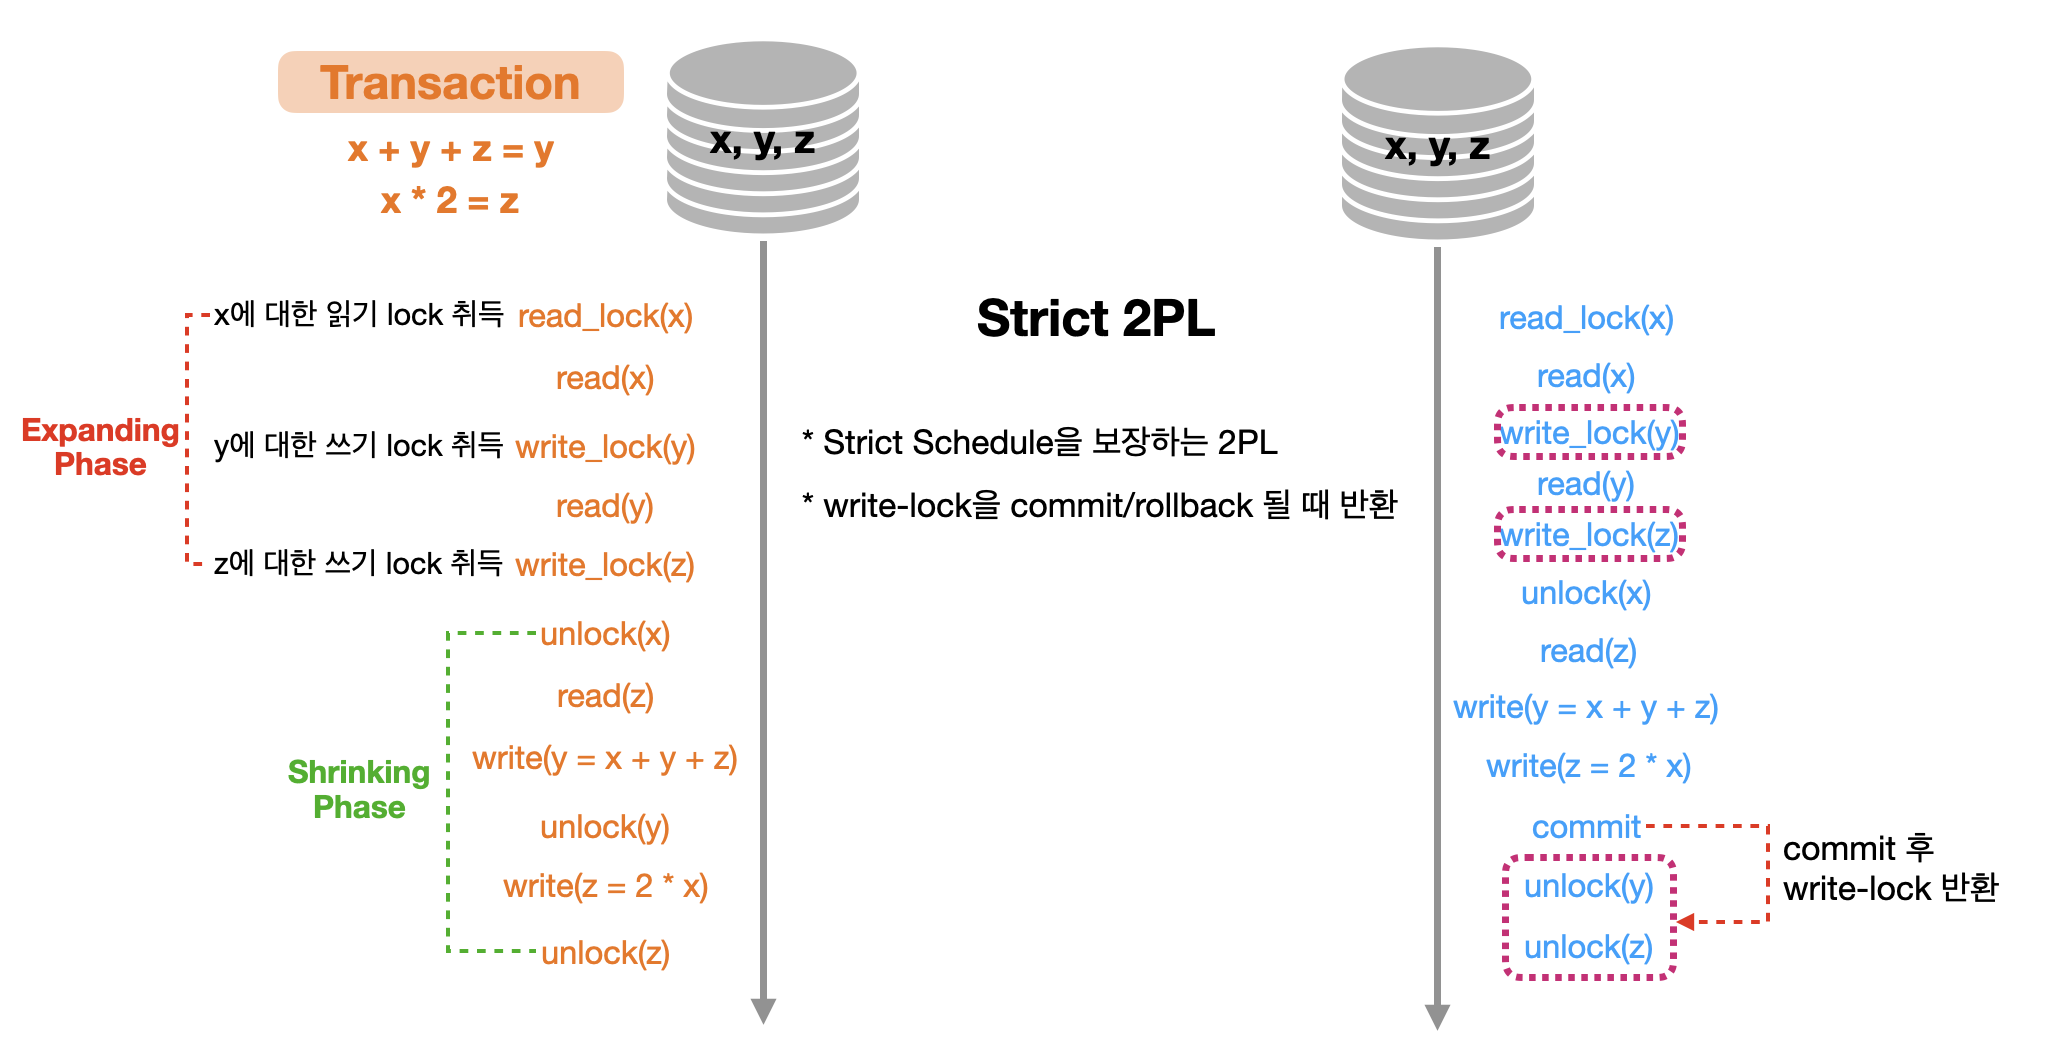 Transaction
x + y + z = y
x * 2 = z
x, y, z
x에 대한 읽기 lock 취득 read_lock(x)
read(x)
Expanding
Phase
y에 대한 쓰기 lock 취득 write_lock(y)
read(y)
z에 대한 쓰기 lock 취득 write_lock(z)
unlock(x)
read(z)
Shrinking
Phase
write(y = x + y + z)
unlock(y)
write(z = 2 * x)
unlock(z)
Strict 2PL
* Strict Schedule을 보장하는 2PL
* write-lock을 commit/rollback 될 때 반환
x, y, z
read_lock(x)
read(x)
write_lock(y)
read(y)
write_lock(z)
unlock(x)
read(z)
write(y = x + y + z)
write(z = 2 * x)
commit
unlock(y)
unlock(z)
commit 후
write-lock 반환